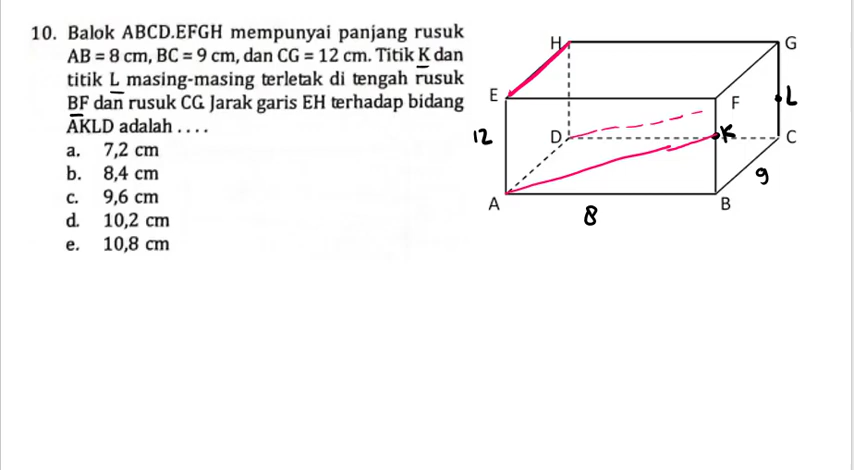 10. Balok ABCD.EFGH mempunyai panjang rusuk
AB = 8 cm, BC = 9 cm, dan CG = 12 cm. Titik K dan
titik L masing-masing terletak di tengah rusuk
BF dan rusuk CG. Jarak garis EH terhadap bidang
AKLD adalah . . . .
a. 7,2 cm
b. 8,4 cm
c. 9,6 cm
d. 10,2 cm
e. 10,8 cm
H
G
E
F
L
12
D
K
C
9
A
8
B